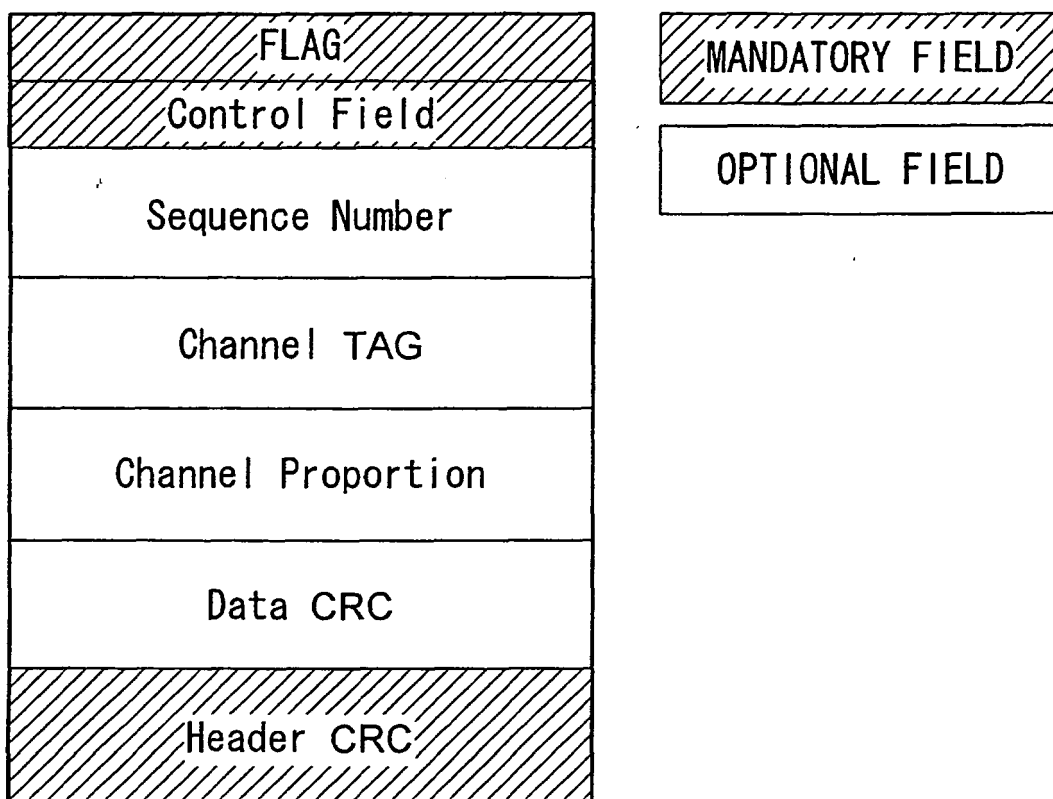 FLAG
Control Field
Sequence Number
Channel TAG
Channel Proportion
Data CRC
Header CRC
MANDATORY FIELD
OPTIONAL FIELD